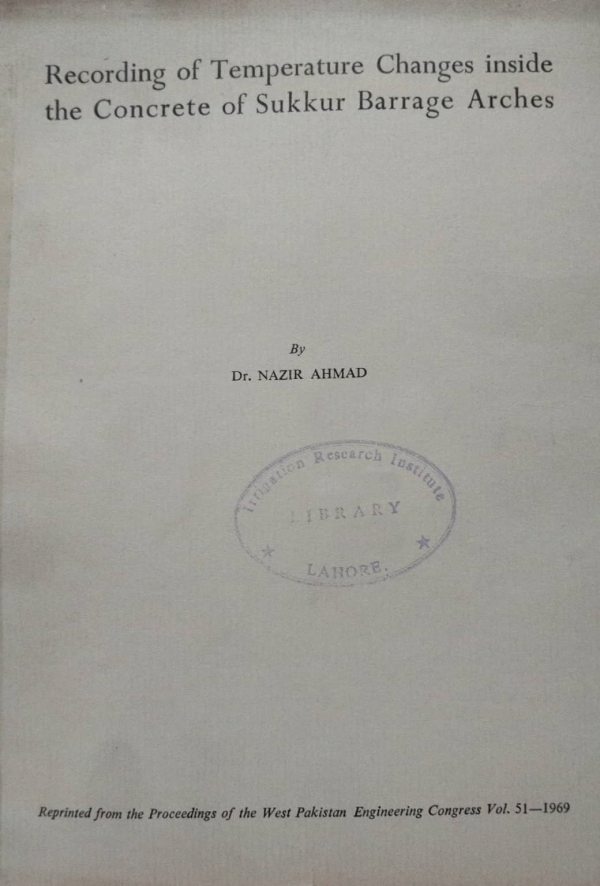 Recording of Temperature Changes inside
the Concrete of Sukkur Barrage Arches
By
Dr. NAZIR AHMAD
Irrigation Research Institute
LIBRARY
LAHORE.
Reprinted from the Proceedings of the West Pakistan Engineering Congress Vol. 51—1969